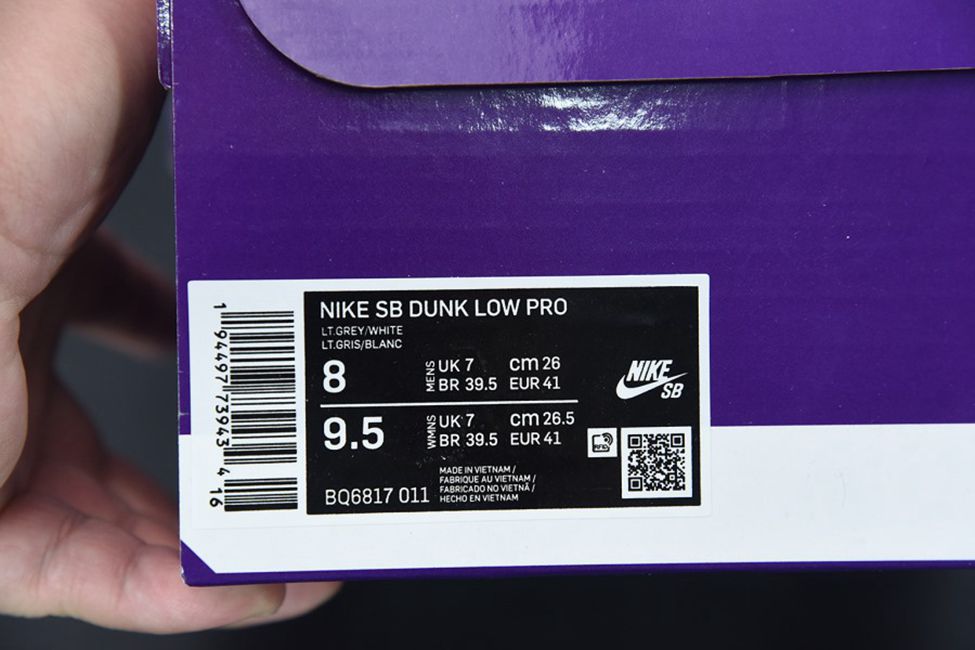 NIKE SB DUNK LOW PRO
LT.GREY/WHITE
LT.GRIS/BLANC
8
MENS
UK 7 cm 26
BR 39.5 EUR 41
9.5
WMNS
UK 7 cm 26.5
BR 39.5 EUR 41
BQ6817 011
MADE IN VIETNAM /
FABRIQUE AU VIETNAM /
FABRICADO NO VIETNÃ /
HECHO EN VIETNAM
NIKE
SB
RFID
1 94497 73943 4 16